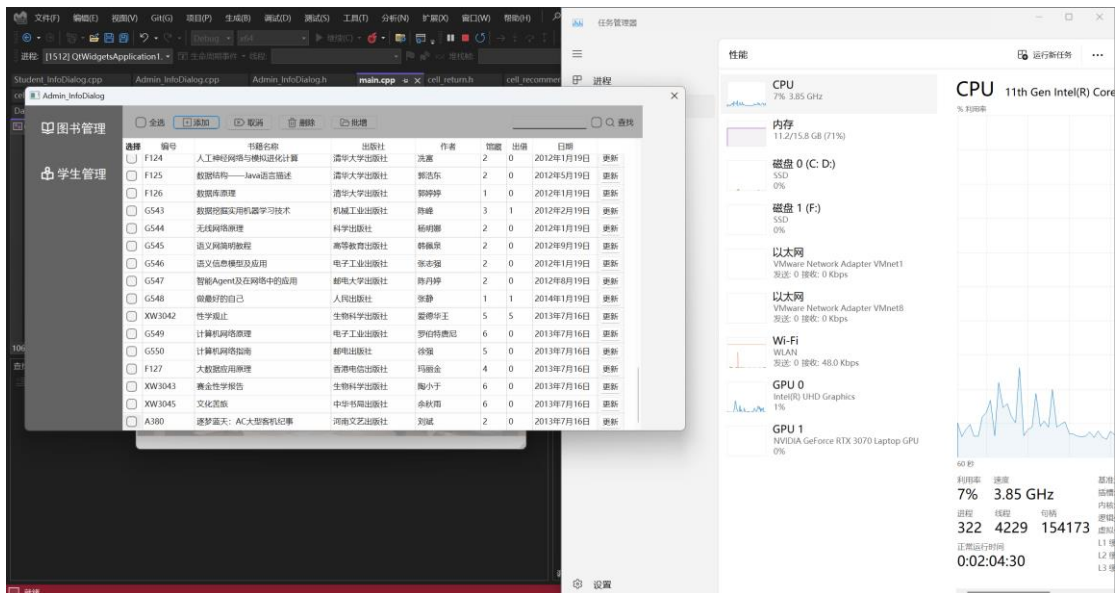 文件(F) 编辑(E) 视图(V) Git(G) 项目(P) 生成(B) 调试(D) 测试(S) 工具(T) 分析(N) 扩展(X) 窗口(W) 帮助(H)
Debug x64 继续(C)
进程: [1512] QtWidgetsApplication1. 生命周期事件 线程:
Student_InfoDialog.cpp Admin_InfoDialog.cpp Admin_InfoDialog.h main.cpp cell_return.h cell_recommer
Admin_InfoDialog
图书管理
学生管理
全选 添加 取消 删除 批增 查找
选择 编号 书籍名称 出版社 作者 馆藏 出借 日期
F124 人工神经网络与模拟进化计算 清华大学出版社 冼富 2 0 2012年1月19日 更新
F125 数据结构——Java语言描述 清华大学出版社 郭浩东 2 0 2012年5月19日 更新
F126 数据库原理 清华大学出版社 郭婷婷 1 0 2012年1月19日 更新
G543 数据挖掘实用机器学习技术 机械工业出版社 陈峰 3 1 2012年2月19日 更新
G544 无线网络原理 科学出版社 杨明娜 2 0 2012年1月19日 更新
G545 语义网简明教程 高等教育出版社 韩佩泉 2 0 2012年9月19日 更新
G546 语义信息模型及应用 电子工业出版社 张志强 2 0 2012年1月19日 更新
G547 智能Agent及在网络中的应用 邮电大学出版社 陈丹婷 2 0 2012年8月19日 更新
G548 做最好的自己 人民出版社 张静 1 1 2014年1月19日 更新
XW3042 性学观止 生物科学出版社 爱德华王 5 5 2013年7月16日 更新
G549 计算机网络原理 电子工业出版社 罗伯特唐尼 6 0 2013年7月16日 更新
G550 计算机网络指南 邮电出版社 徐强 5 0 2013年7月16日 更新
F127 大数据应用原理 香港电信出版社 玛丽金 4 0 2013年7月16日 更新
XW3043 赛金性学报告 生物科学出版社 陶小于 6 0 2013年7月16日 更新
XW3045 文化苦旅 中华书局出版社 余秋雨 6 0 2013年7月16日 更新
A380 逐梦蓝天：AC大型客机纪事 河南文艺出版社 刘斌 2 0 2013年7月16日 更新
就绪
任务管理器
进程
设置
性能 运行新任务
CPU
7% 3.85 GHz
内存
11.2/15.8 GB (71%)
磁盘 0 (C: D:)
SSD
0%
磁盘 1 (F:)
SSD
0%
以太网
VMware Network Adapter VMnet1
发送: 0 接收: 0 Kbps
以太网
VMware Network Adapter VMnet8
发送: 0 接收: 0 Kbps
Wi-Fi
WLAN
发送: 0 接收: 48.0 Kbps
GPU 0
Intel(R) UHD Graphics
1%
GPU 1
NVIDIA GeForce RTX 3070 Laptop GPU
0%
CPU 11th Gen Intel(R) Core
% 利用率
60 秒
利用率 速度
7% 3.85 GHz
进程 线程 句柄
322 4229 154173
正常运行时间
0:02:04:30
基准
插槽
内核
逻辑
虚拟
L1 缓
L2 缓
L3 缓